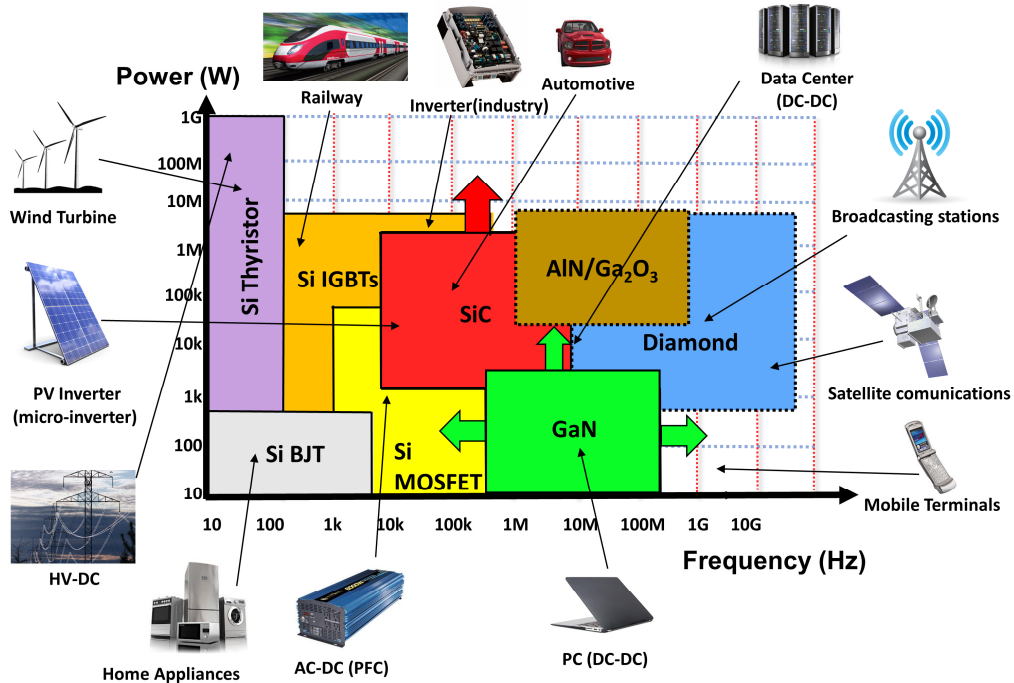 Power (W)
Railway
Inverter(industry)
Automotive
Data Center
(DC-DC)
1G
100M
10M
1M
100k
10k
1k
100
10
Wind Turbine
Broadcasting stations
Si Thyristor
Si IGBTs
SiC
AlN/Ga₂O₃
Diamond
PV Inverter
(micro-inverter)
Satellite comunications
GaN
Si BJT
Si
MOSFET
Mobile Terminals
10 100 1k 10k 100k 1M 10M 100M 1G 10G
Frequency (Hz)
HV-DC
Home Appliances
AC-DC (PFC)
PC (DC-DC)